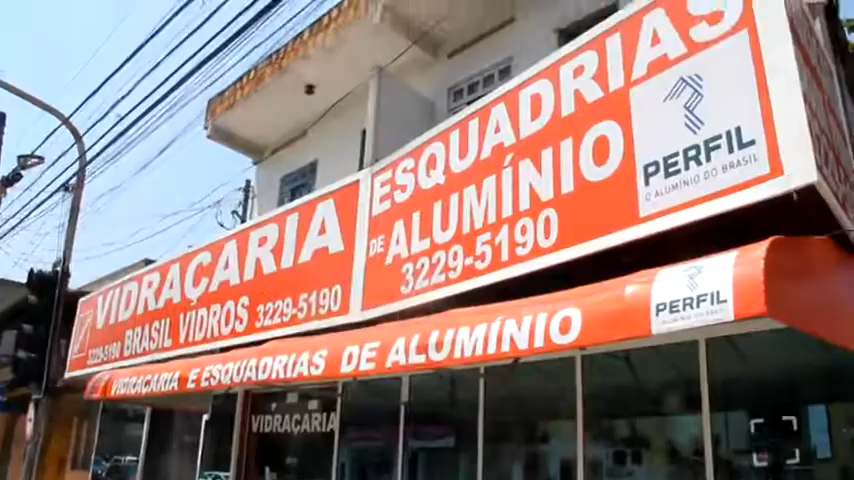 VIDRAÇARIA
3229-5190 BRASIL VIDROS 3229-5190
ESQUADRIAS
DE ALUMÍNIO
3229-5190
PERFIL
O ALUMÍNIO DO BRASIL
VIDRAÇARIA E ESQUADRIAS DE ALUMÍNIO
PERFIL
VIDRAÇARIA